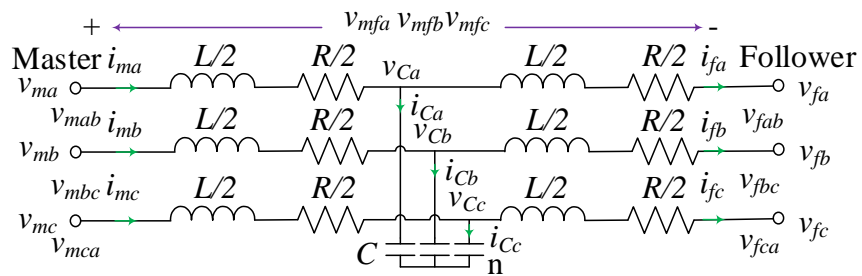 v_mfa v_mfb v_mfc
+ -
Master i_ma L/2 R/2 v_Ca L/2 R/2 i_fa Follower
v_ma i_Ca v_fa
v_mab i_mb L/2 R/2 v_Cb L/2 R/2 i_fb v_fab
v_mb i_Cb v_fb
v_mbc i_mc L/2 R/2 v_Cc L/2 R/2 i_fc v_fbc
v_mc i_Cc v_fc
v_mca C n v_fca